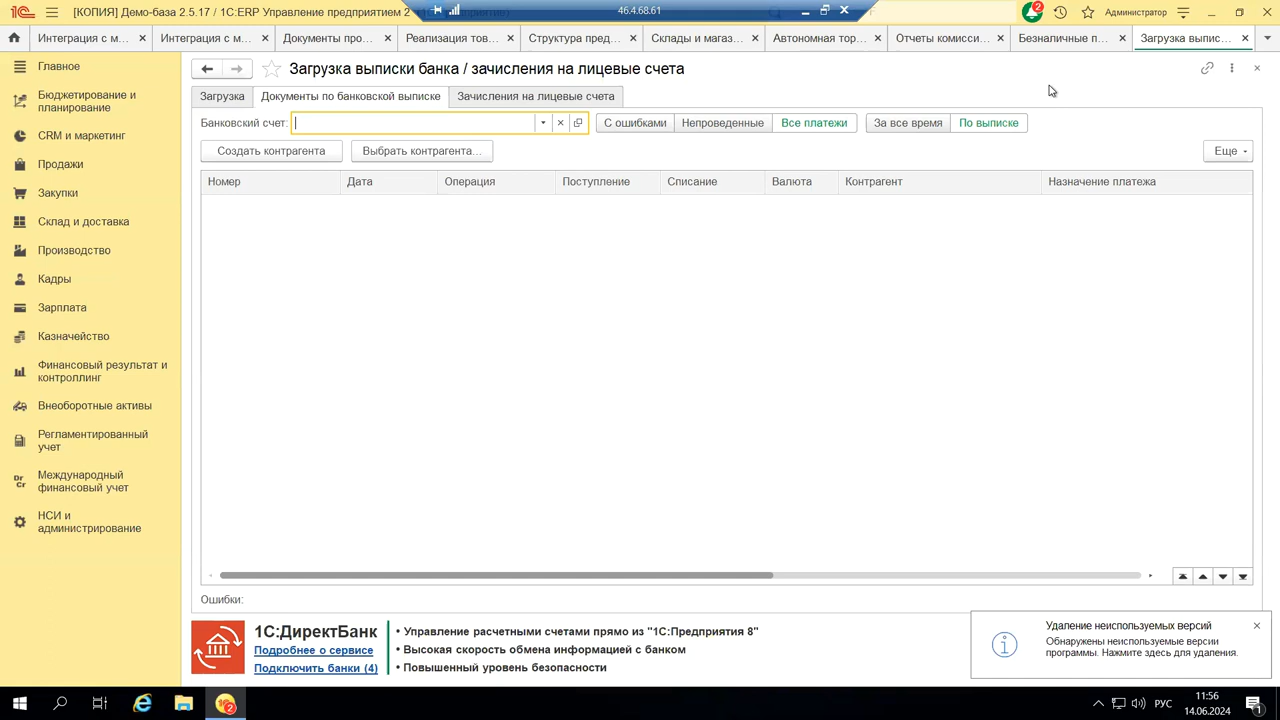 [КОПИЯ] Демо-база 2.5.17 / 1С:ERP Управление предприятием 2
46.4.68.61
2
Администратор
Интеграция с м...
Интеграция с м...
Документы про...
Реализация тов...
Структура пред...
Склады и магаз...
Автономная тор...
Отчеты комисси...
Безналичные п...
Загрузка выпис...
Главное
Бюджетирование и
планирование
CRM и маркетинг
Продажи
Закупки
Склад и доставка
Производство
Кадры
Зарплата
Казначейство
Финансовый результат и
контроллинг
Внеоборотные активы
Регламентированный
учет
Международный
финансовый учет
НСИ и
администрирование
Загрузка выписки банка / зачисления на лицевые счета
Загрузка
Документы по банковской выписке
Зачисления на лицевые счета
Банковский счет:
С ошибками
Непроведенные
Все платежи
За все время
По выписке
Создать контрагента
Выбрать контрагента...
Еще
Номер
Дата
Операция
Поступление
Списание
Валюта
Контрагент
Назначение платежа
Ошибки:
1С:ДиректБанк
Подробнее о сервисе
Подключить банки (4)
• Управление расчетными счетами прямо из "1С:Предприятия 8"
• Высокая скорость обмена информацией с банком
• Повышенный уровень безопасности
Удаление неиспользуемых версий
Обнаружены неиспользуемые версии
программы. Нажмите здесь для удаления.
2
РУС
11:56
14.06.2024
1